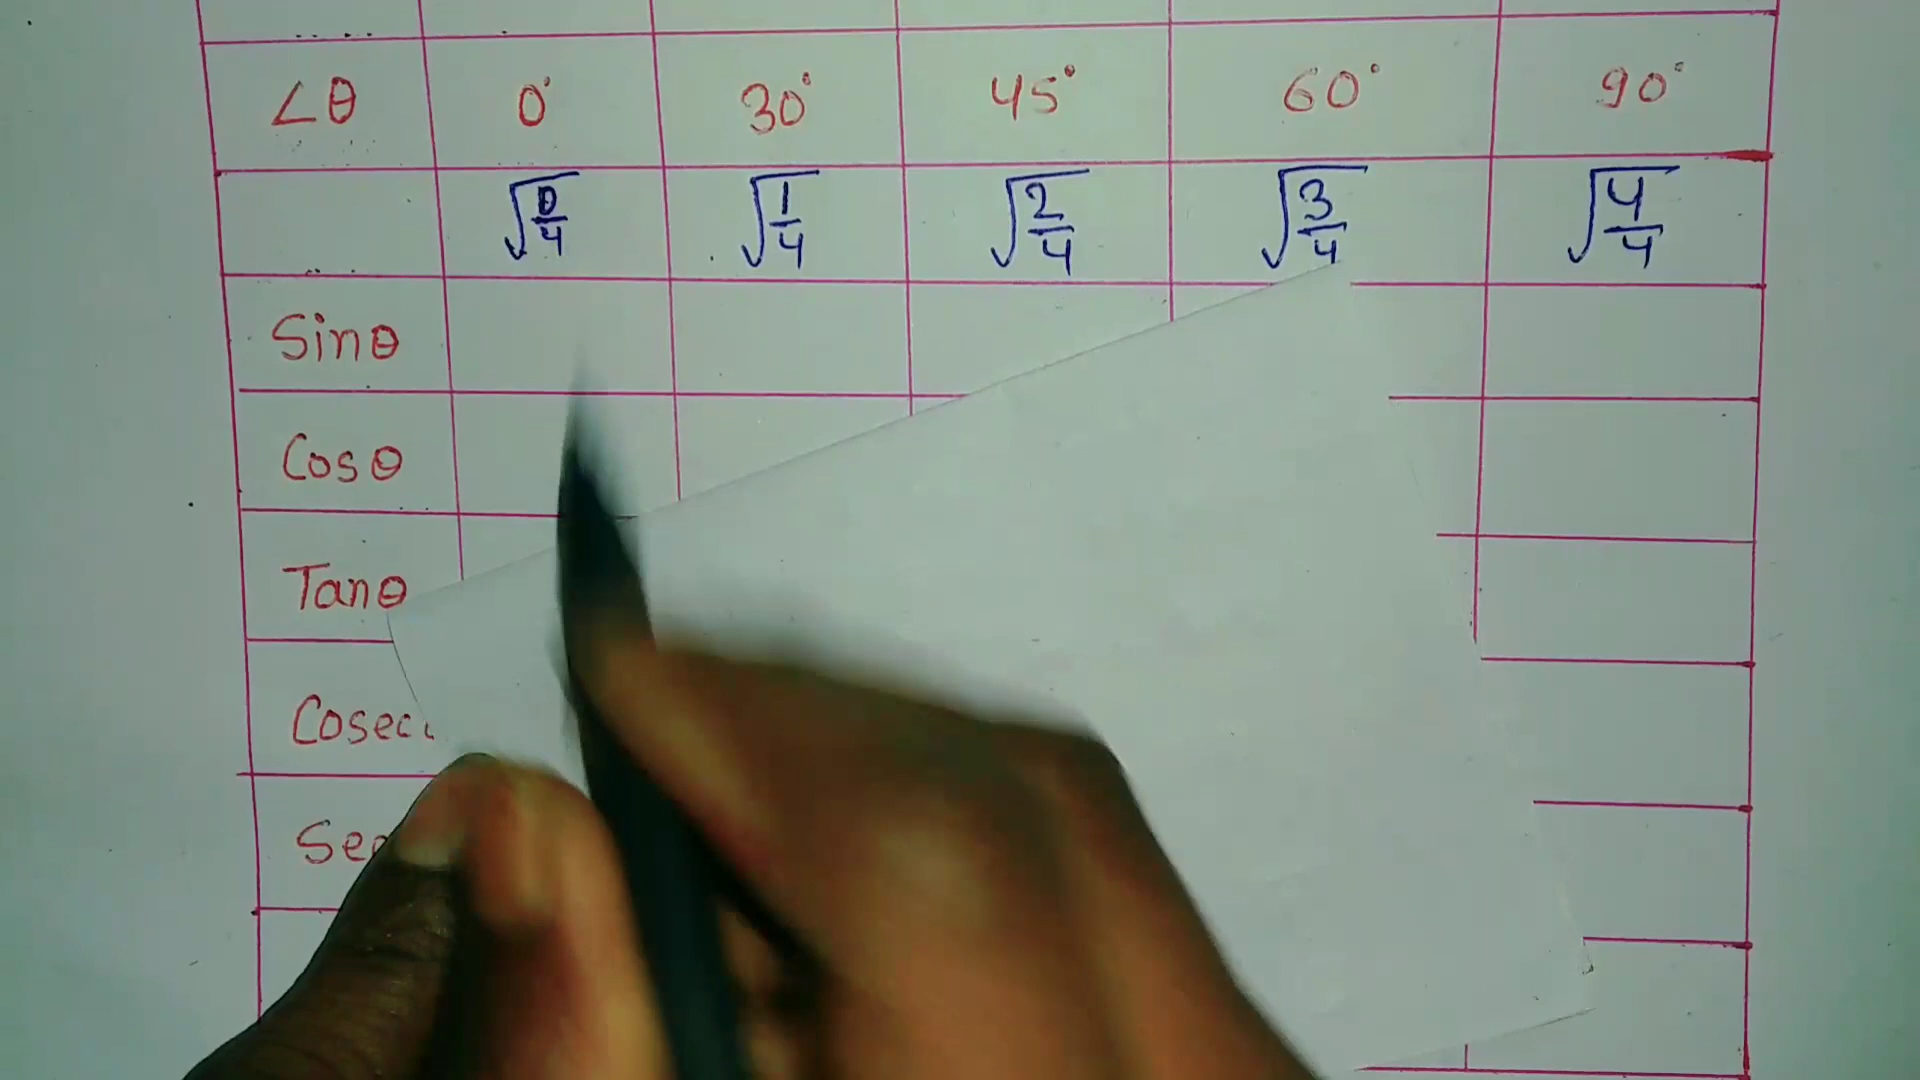 ∠θ 0° 30° 45° 60° 90°
√0/4 √1/4 √2/4 √3/4 √4/4
Sinθ
Cosθ
Tanθ
Cosec
Sec